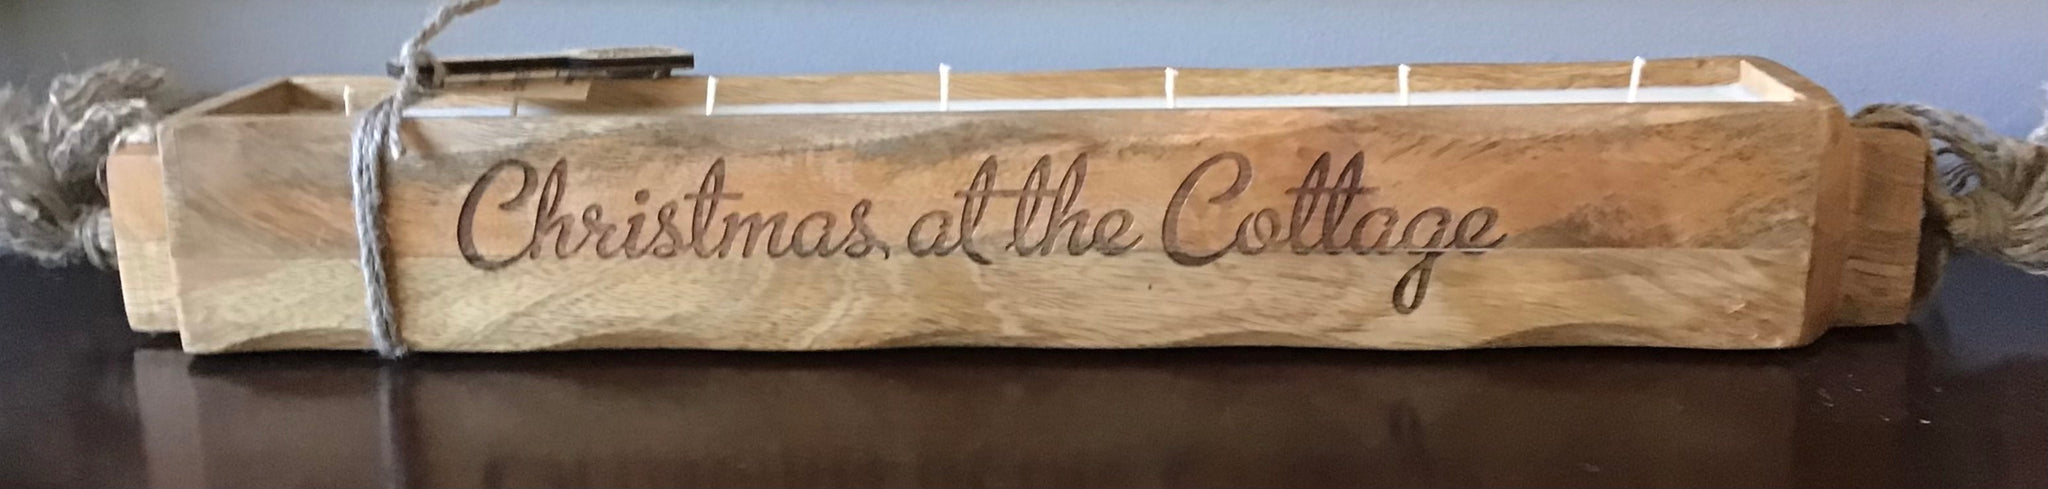 Christmas at the Cottage